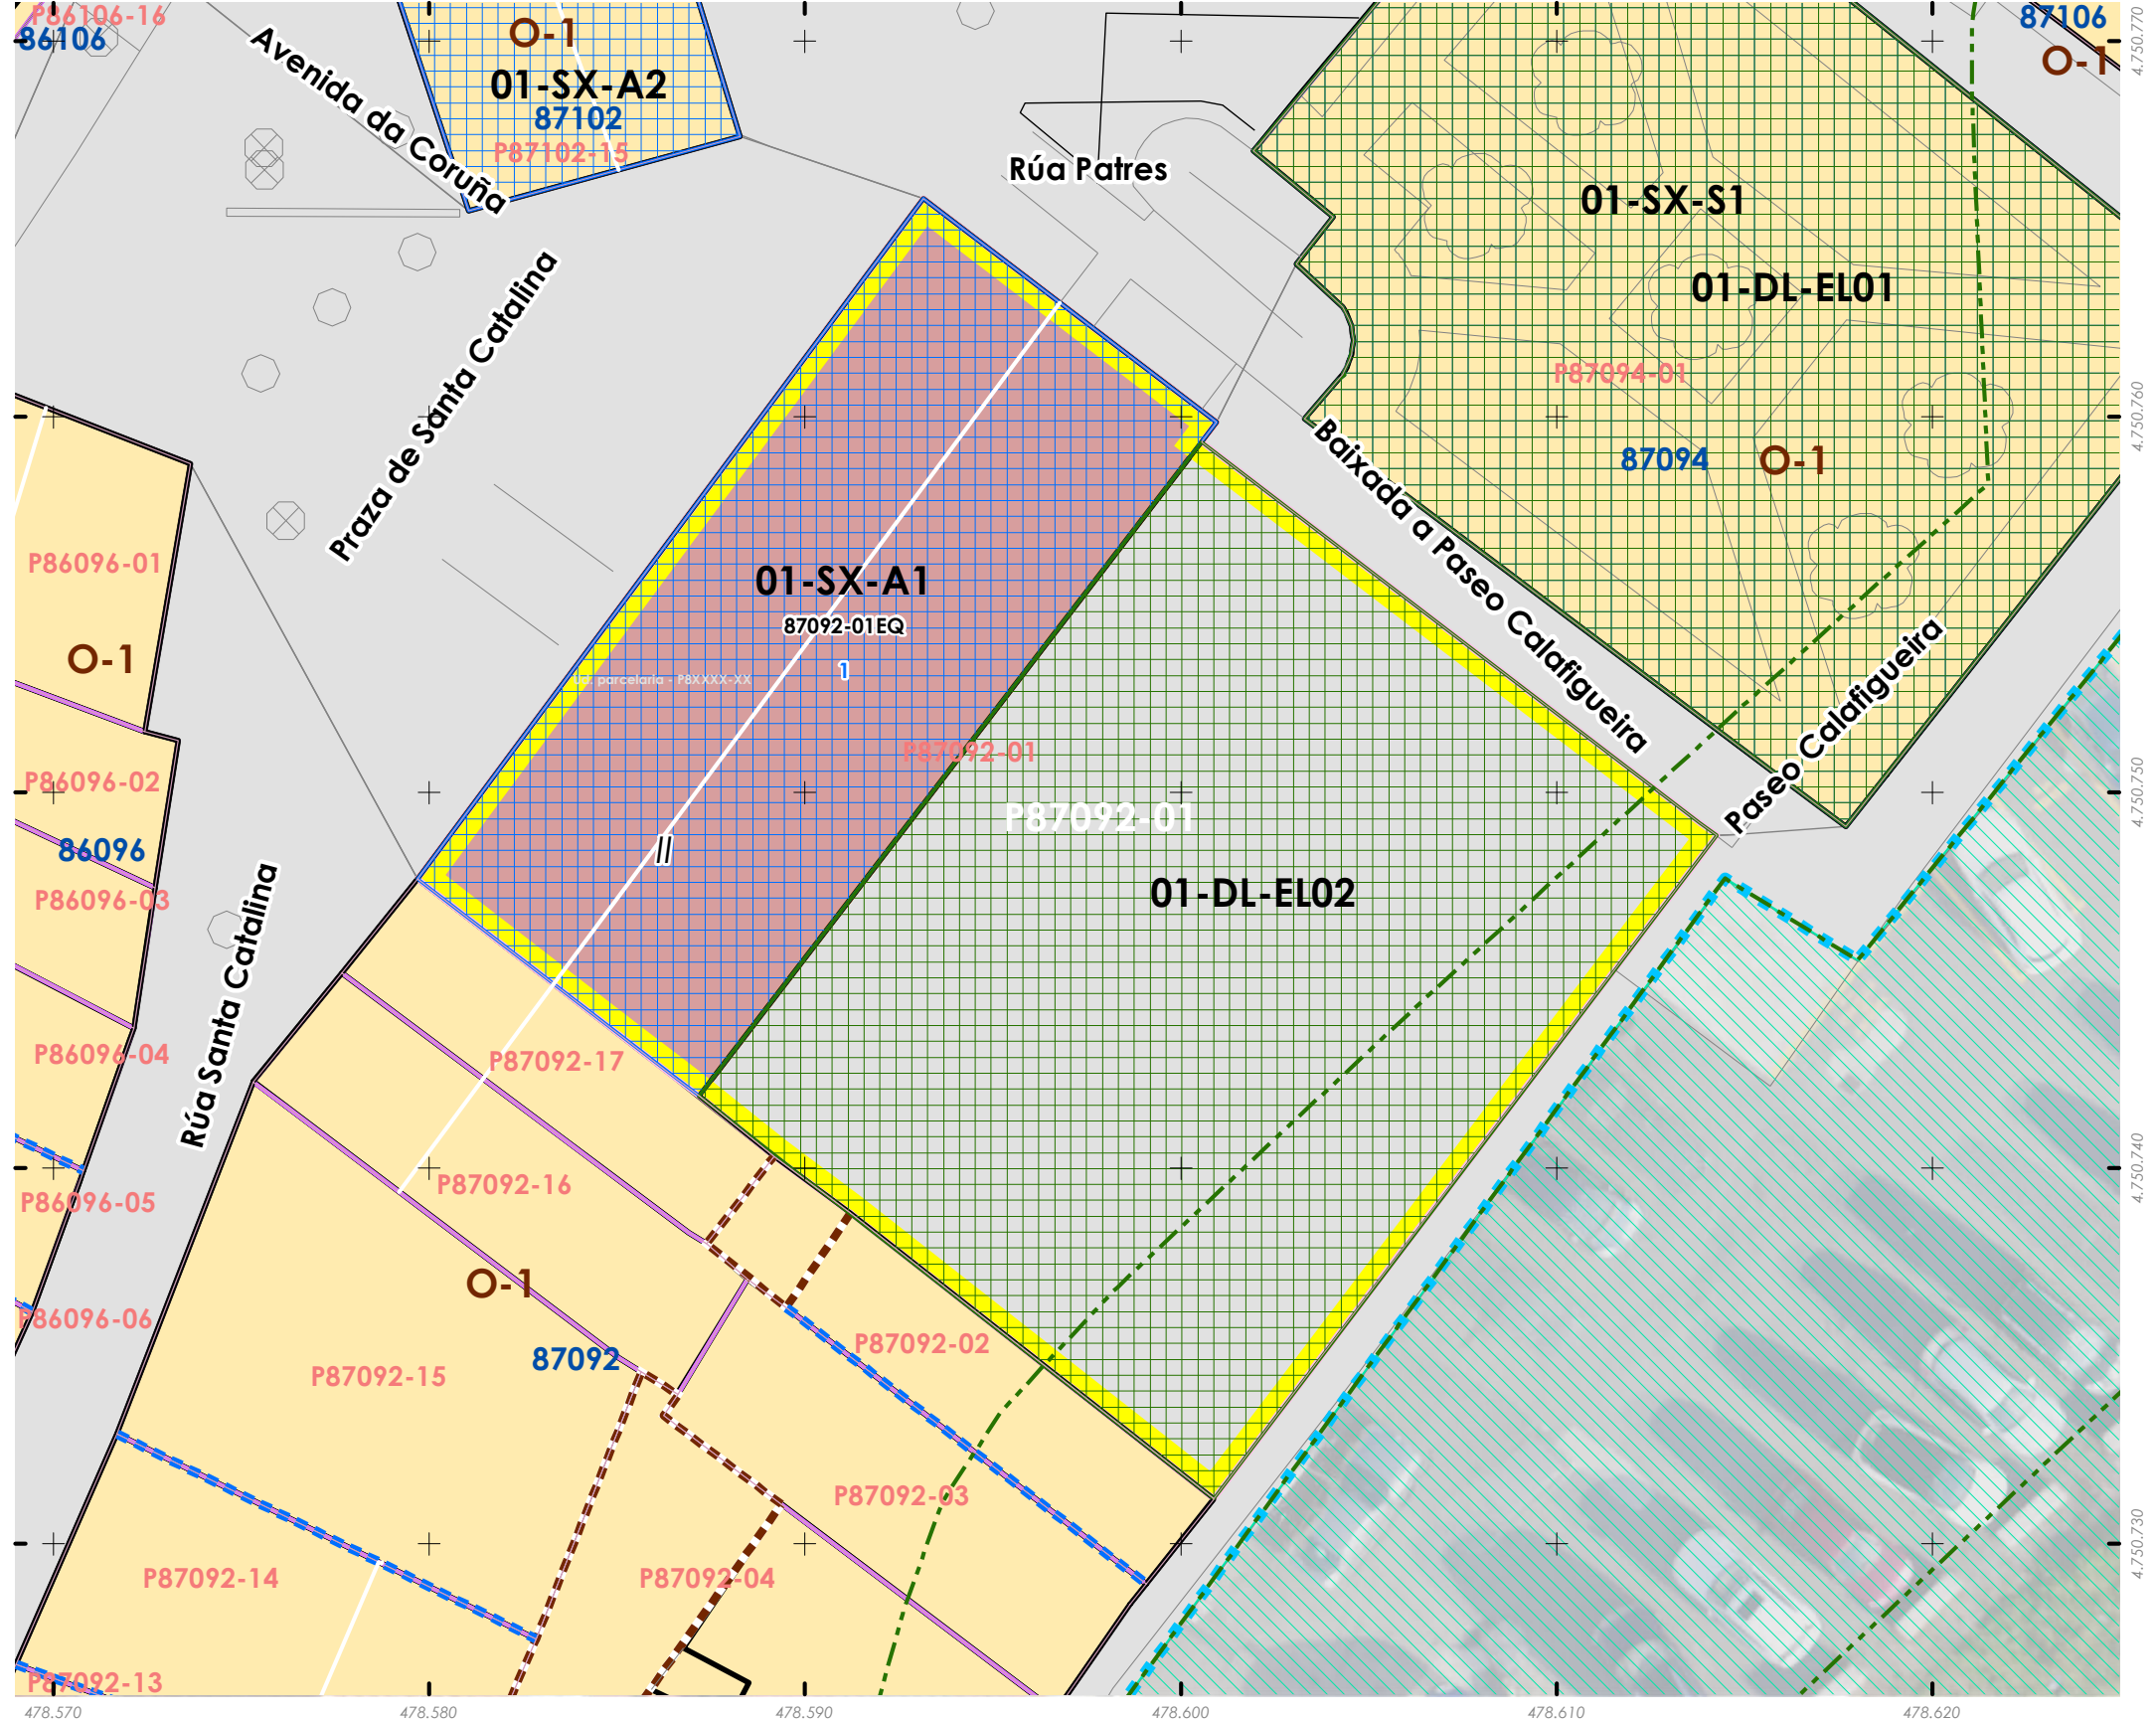 P86106-16
86106
Avenida da Coruña
O-1
01-SX-A2
87102
P87102-15
Rúa Patres
87106
O-1
01-SX-S1
01-DL-EL01
P87094-01
87094
O-1
Praza de Santa Catalina
Baixada a Paseo Calafigueira
Paseo Calafigueira
01-SX-A1
87092-01EQ
1
parcelaria - P8XXXX-XX
P87092-01
P87092-01
01-DL-EL02
II
P86096-01
O-1
P86096-02
86096
P86096-03
P86096-04
P86096-05
P86096-06
Rúa Santa Catalina
P87092-17
P87092-16
O-1
87092
P87092-15
P87092-02
P87092-03
P87092-04
P87092-14
P87092-13
4.750.770
4.750.760
4.750.750
4.750.740
4.750.730
478.570
478.580
478.590
478.600
478.610
478.620